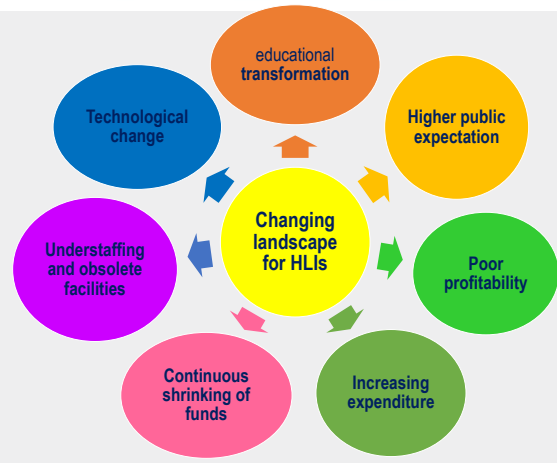 educational
transformation
Technological
change
Higher public
expectation
Changing
landscape
for HLIs
Understaffing
and obsolete
facilities
Poor
profitability
Continuous
shrinking of
funds
Increasing
expenditure